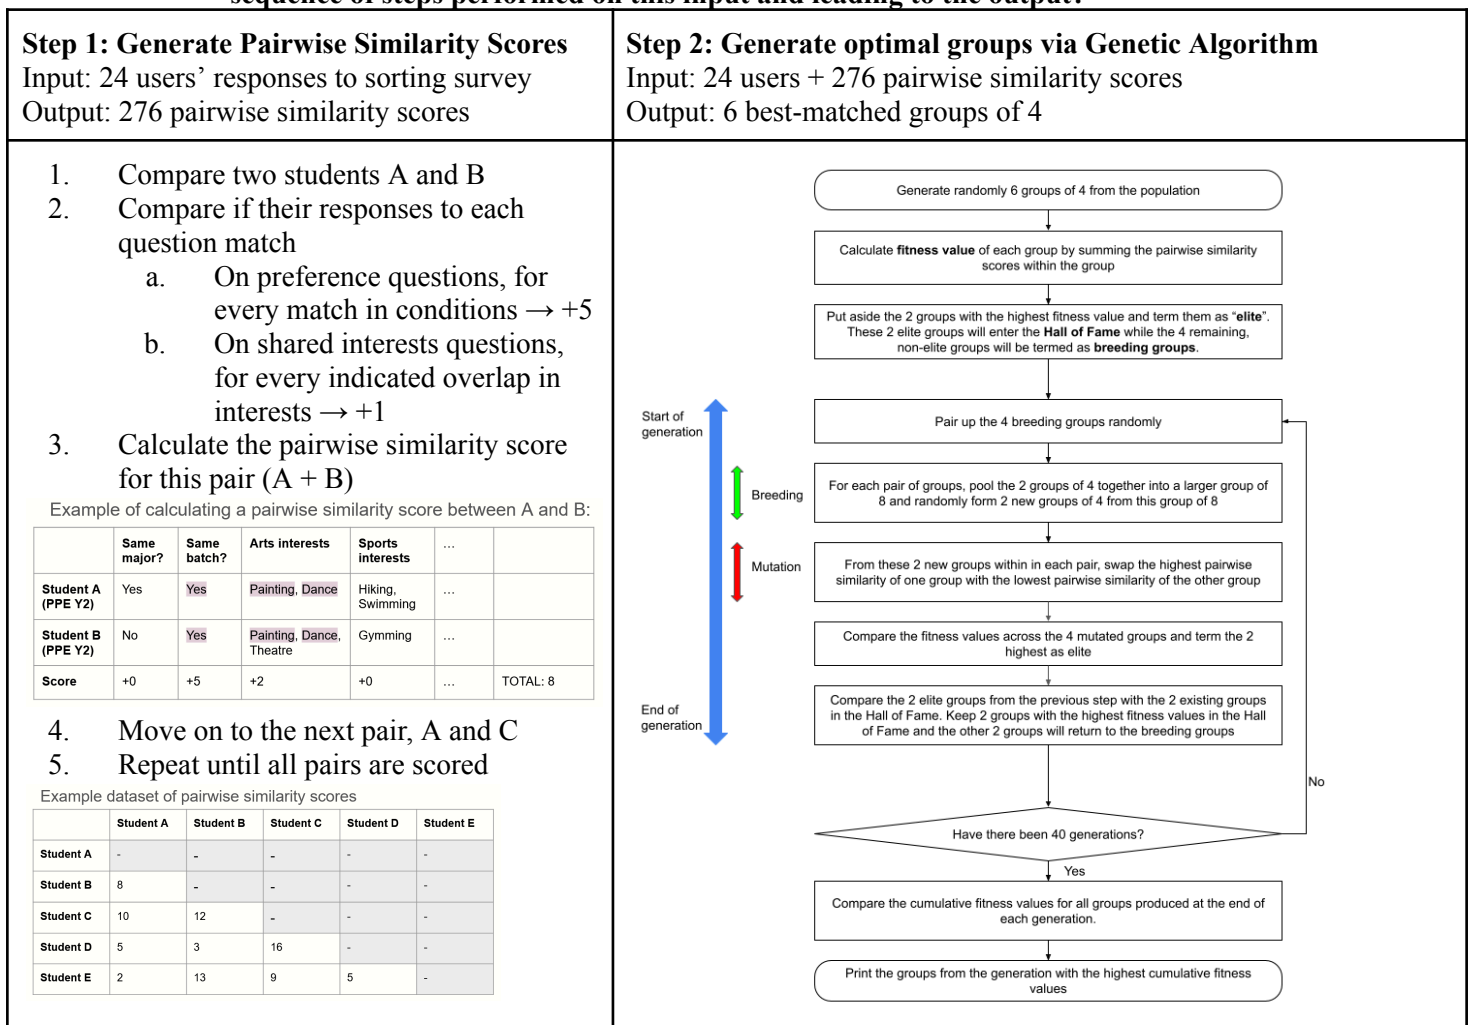 sequence of steps performed on this input and leading to the output?
Step 1: Generate Pairwise Similarity Scores
Input: 24 users’ responses to sorting survey
Output: 276 pairwise similarity scores
Step 2: Generate optimal groups via Genetic Algorithm
Input: 24 users + 276 pairwise similarity scores
Output: 6 best-matched groups of 4
1. Compare two students A and B
2. Compare if their responses to each
question match
a. On preference questions, for
every match in conditions → +5
b. On shared interests questions,
for every indicated overlap in
interests → +1
3. Calculate the pairwise similarity score
for this pair (A + B)
Example of calculating a pairwise similarity score between A and B:
Same major? Same batch? Arts interests Sports interests …
Student A (PPE Y2) Yes Yes Painting, Dance Hiking, Swimming …
Student B (PPE Y2) No Yes Painting, Dance, Theatre Gymming …
Score +0 +5 +2 +0 … TOTAL: 8
4. Move on to the next pair, A and C
5. Repeat until all pairs are scored
Example dataset of pairwise similarity scores
Student A Student B Student C Student D Student E
Student A - - - - -
Student B 8 - - - -
Student C 10 12 - - -
Student D 5 3 16 - -
Student E 2 13 9 5 -
Generate randomly 6 groups of 4 from the population
Calculate fitness value of each group by summing the pairwise similarity
scores within the group
Put aside the 2 groups with the highest fitness value and term them as “elite”.
These 2 elite groups will enter the Hall of Fame while the 4 remaining,
non-elite groups will be termed as breeding groups.
Start of
generation
Pair up the 4 breeding groups randomly
Breeding
For each pair of groups, pool the 2 groups of 4 together into a larger group of
8 and randomly form 2 new groups of 4 from this group of 8
Mutation
From these 2 new groups within in each pair, swap the highest pairwise
similarity of one group with the lowest pairwise similarity of the other group
Compare the fitness values across the 4 mutated groups and term the 2
highest as elite
End of
generation
Compare the 2 elite groups from the previous step with the 2 existing groups
in the Hall of Fame. Keep 2 groups with the highest fitness values in the Hall
of Fame and the other 2 groups will return to the breeding groups
No
Have there been 40 generations?
Yes
Compare the cumulative fitness values for all groups produced at the end of
each generation.
Print the groups from the generation with the highest cumulative fitness
values